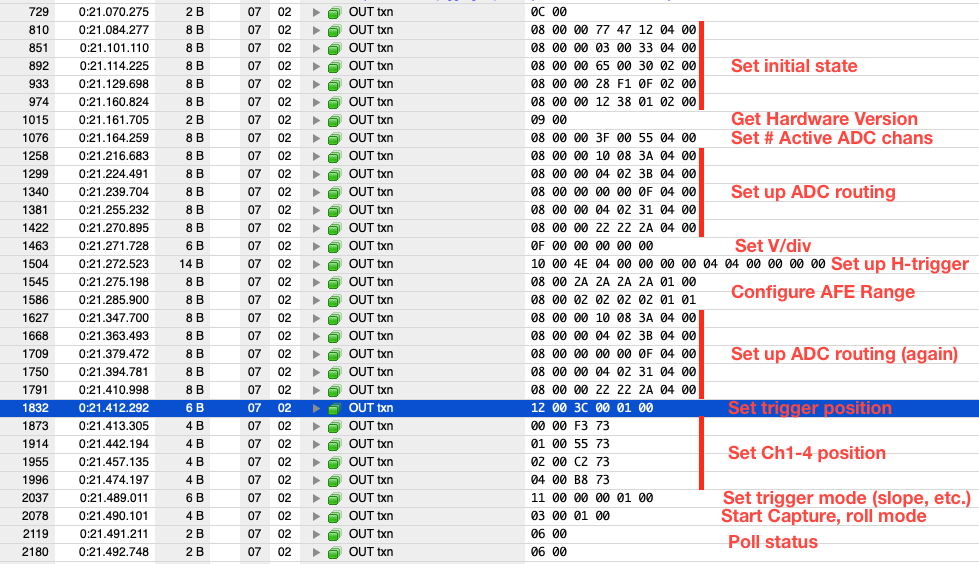 729 0:21.070.275 2 B 07 02 OUT txn 0C 00
810 0:21.084.277 8 B 07 02 OUT txn 08 00 00 77 47 12 04 00
851 0:21.101.110 8 B 07 02 OUT txn 08 00 00 03 00 33 04 00
892 0:21.114.225 8 B 07 02 OUT txn 08 00 00 65 00 30 02 00 Set initial state
933 0:21.129.698 8 B 07 02 OUT txn 08 00 00 28 F1 0F 02 00
974 0:21.160.824 8 B 07 02 OUT txn 08 00 00 12 38 01 02 00
1015 0:21.161.705 2 B 07 02 OUT txn 09 00 Get Hardware Version
1076 0:21.164.259 8 B 07 02 OUT txn 08 00 00 3F 00 55 04 00 Set # Active ADC chans
1258 0:21.216.683 8 B 07 02 OUT txn 08 00 00 10 08 3A 04 00
1299 0:21.224.491 8 B 07 02 OUT txn 08 00 00 04 02 3B 04 00
1340 0:21.239.704 8 B 07 02 OUT txn 08 00 00 00 00 0F 04 00 Set up ADC routing
1381 0:21.255.232 8 B 07 02 OUT txn 08 00 00 04 02 31 04 00
1422 0:21.270.895 8 B 07 02 OUT txn 08 00 00 22 22 2A 04 00
1463 0:21.271.728 6 B 07 02 OUT txn 0F 00 00 00 00 00 Set V/div
1504 0:21.272.523 14 B 07 02 OUT txn 10 00 4E 04 00 00 00 00 04 04 00 00 00 00 Set up H-trigger
1545 0:21.275.198 8 B 07 02 OUT txn 08 00 2A 2A 2A 2A 01 00
Configure AFE Range
1586 0:21.285.900 8 B 07 02 OUT txn 08 00 02 02 02 02 01 01
1627 0:21.347.700 8 B 07 02 OUT txn 08 00 00 10 08 3A 04 00
1668 0:21.363.493 8 B 07 02 OUT txn 08 00 00 04 02 3B 04 00
1709 0:21.379.472 8 B 07 02 OUT txn 08 00 00 00 00 0F 04 00 Set up ADC routing (again)
1750 0:21.394.781 8 B 07 02 OUT txn 08 00 00 04 02 31 04 00
1791 0:21.410.998 8 B 07 02 OUT txn 08 00 00 22 22 2A 04 00
1832 0:21.412.292 6 B 07 02 OUT txn 12 00 3C 00 01 00 Set trigger position
1873 0:21.413.305 4 B 07 02 OUT txn 00 00 F3 73
1914 0:21.442.194 4 B 07 02 OUT txn 01 00 55 73
Set Ch1-4 position
1955 0:21.457.135 4 B 07 02 OUT txn 02 00 C2 73
1996 0:21.474.197 4 B 07 02 OUT txn 04 00 B8 73
2037 0:21.489.011 6 B 07 02 OUT txn 11 00 00 00 01 00 Set trigger mode (slope, etc.)
2078 0:21.490.101 4 B 07 02 OUT txn 03 00 01 00 Start Capture, roll mode
2119 0:21.491.211 2 B 07 02 OUT txn 06 00
Poll status
2180 0:21.492.748 2 B 07 02 OUT txn 06 00